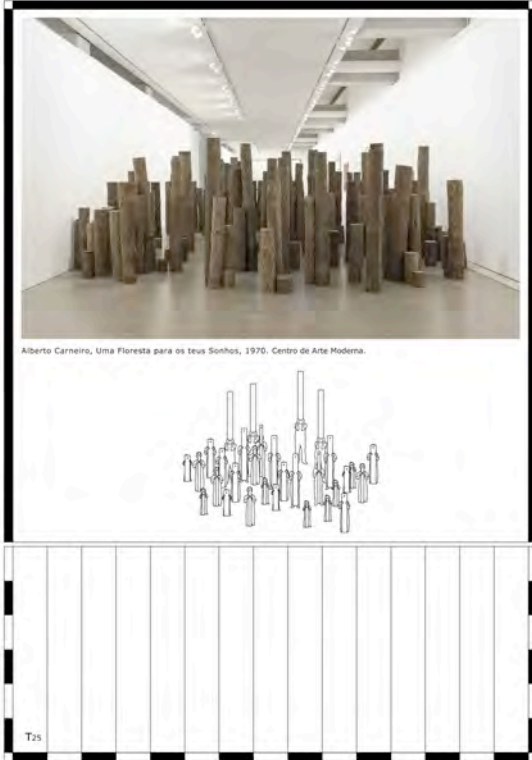 Alberto Carneiro, Uma Floresta para os teus Sonhos, 1970. Centro de Arte Moderna.
T25